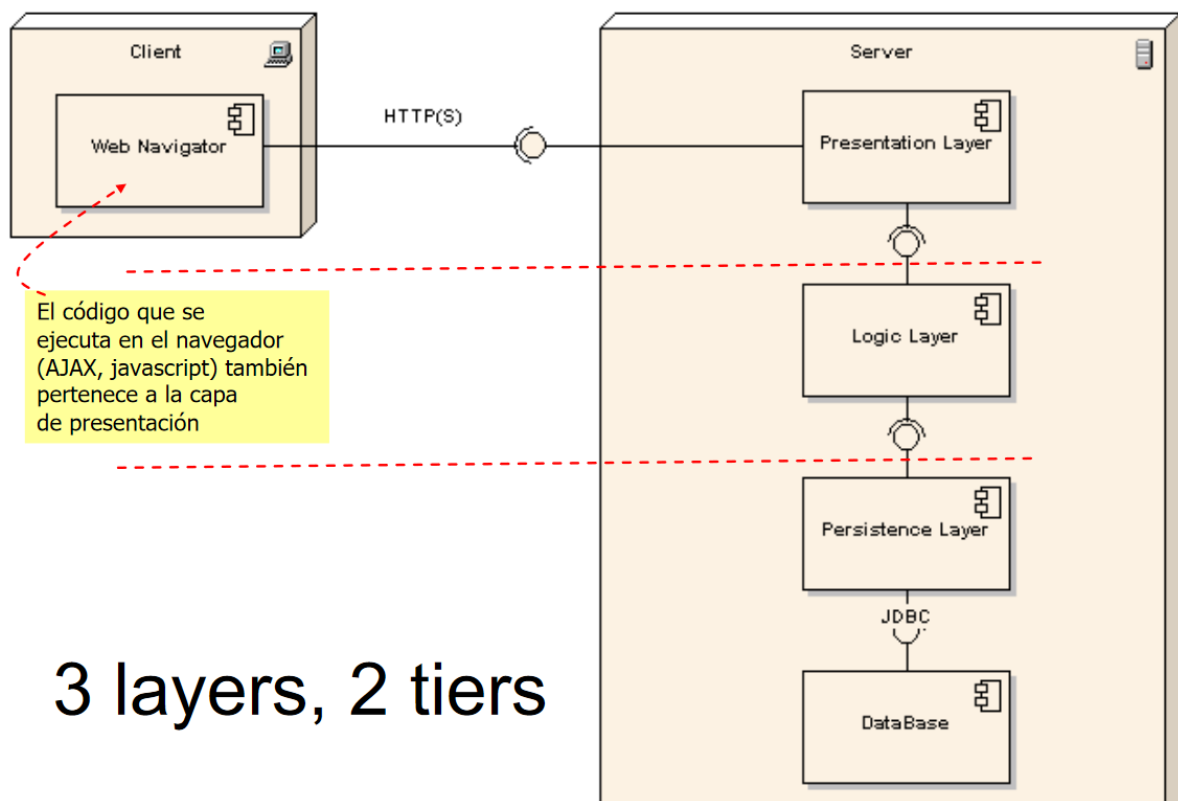 Client
Server
Web Navigator
HTTP(S)
Presentation Layer
El código que se
ejecuta en el navegador
(AJAX, javascript) también
pertenece a la capa
de presentación
Logic Layer
Persistence Layer
JDBC
3 layers, 2 tiers
DataBase